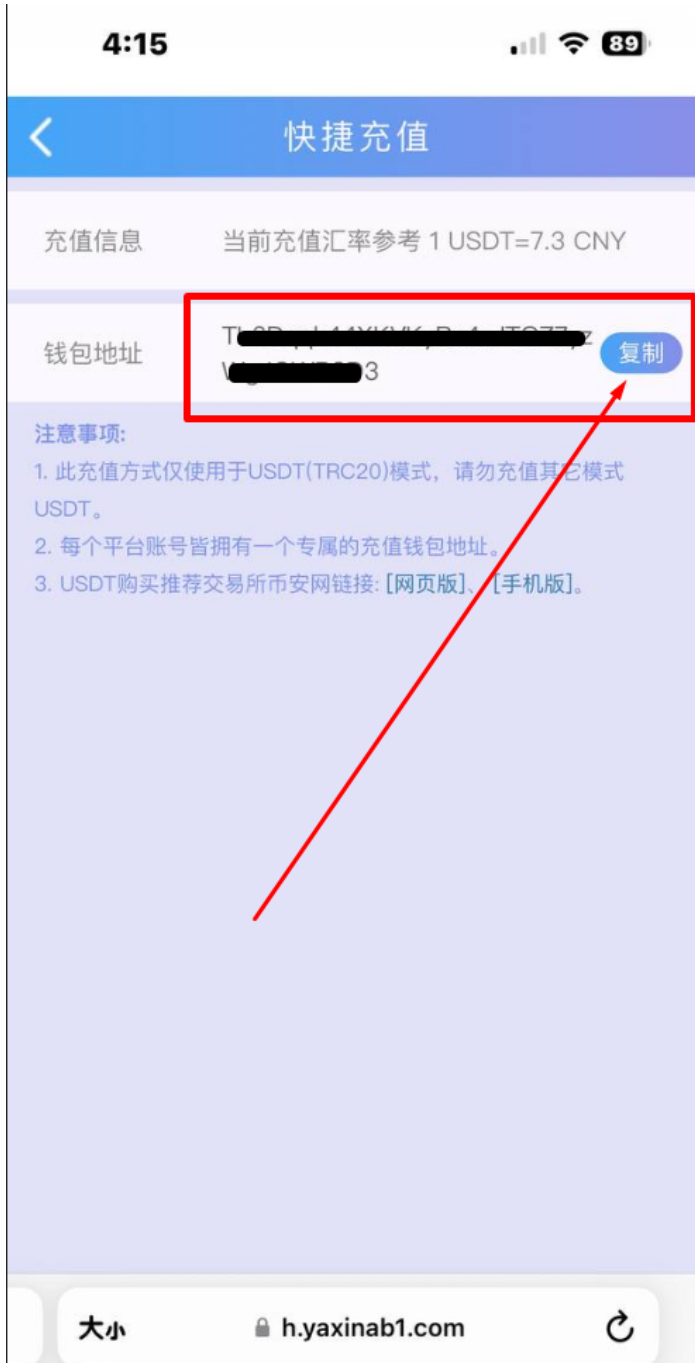 4:15
89
快捷充值
充值信息
当前充值汇率参考 1 USDT=7.3 CNY
钱包地址
复制
注意事项:
1. 此充值方式仅使用于USDT(TRC20)模式，请勿充值其它模式
USDT。
2. 每个平台账号皆拥有一个专属的充值钱包地址。
3. USDT购买推荐交易所币安网链接: [网页版]、[手机版]。
大小
h.yaxinab1.com